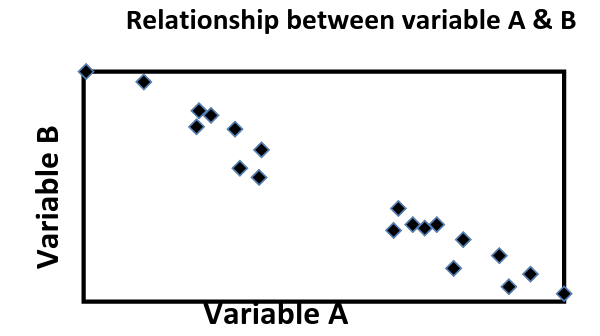 Relationship between variable A & B
Variable B
Variable A